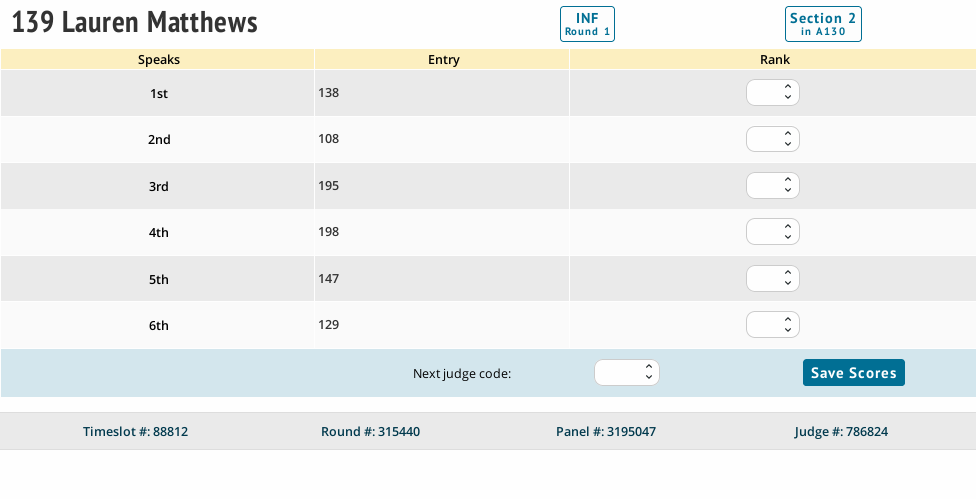 139 Lauren Matthews
INF
Round 1
Section 2
in A130
Speaks Entry Rank
1st 138
2nd 108
3rd 195
4th 198
5th 147
6th 129
Next judge code: Save Scores
Timeslot #: 88812 Round #: 315440 Panel #: 3195047 Judge #: 786824